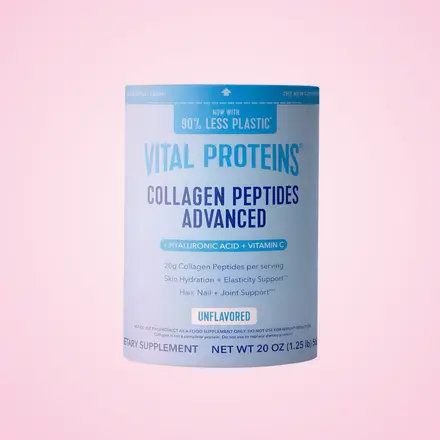 NOW WITH
90% LESS PLASTIC*
VITAL PROTEINS®
COLLAGEN PEPTIDES
ADVANCED
+ HYALURONIC ACID + VITAMIN C
20g Collagen Peptides per serving
Skin Hydration + Elasticity Support**
Hair, Nail + Joint Support**
UNFLAVORED
TARY SUPPLEMENT NET WT 20 OZ (1.25 lb)